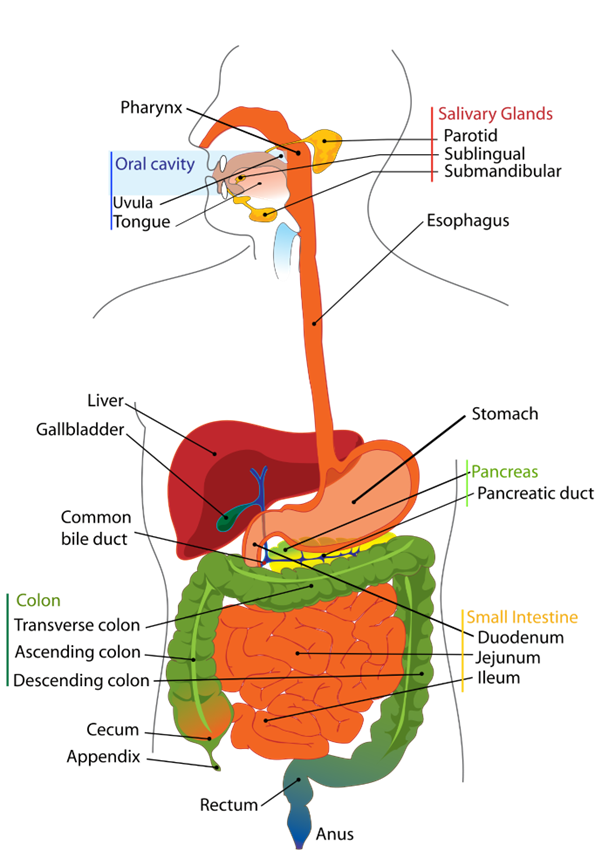 Pharynx
Salivary Glands
Parotid
Sublingual
Submandibular
Oral cavity
Uvula
Tongue
Esophagus
Liver
Gallbladder
Stomach
Pancreas
Pancreatic duct
Common
bile duct
Colon
Transverse colon
Ascending colon
Descending colon
Small Intestine
Duodenum
Jejunum
Ileum
Cecum
Appendix
Rectum
Anus